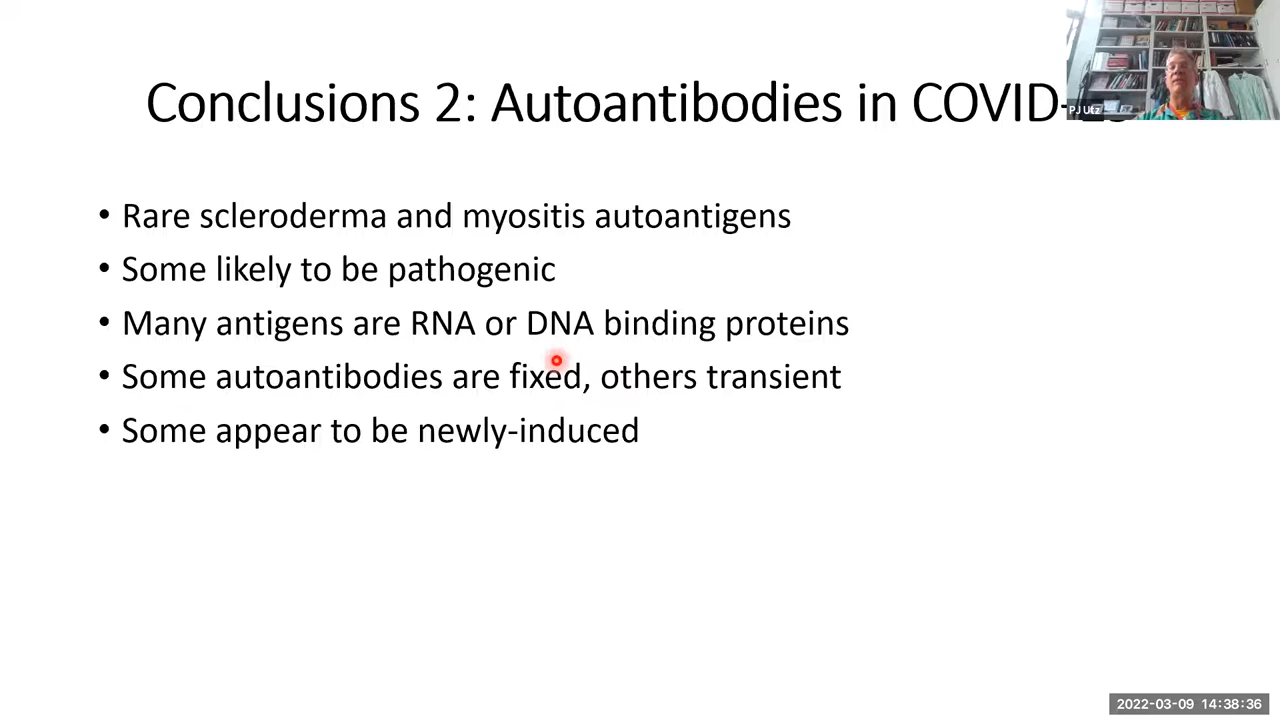 Conclusions 2: Autoantibodies in COVID-
PJ Utz
• Rare scleroderma and myositis autoantigens
• Some likely to be pathogenic
• Many antigens are RNA or DNA binding proteins
• Some autoantibodies are fixed, others transient
• Some appear to be newly-induced
2022-03-09 14:38:36